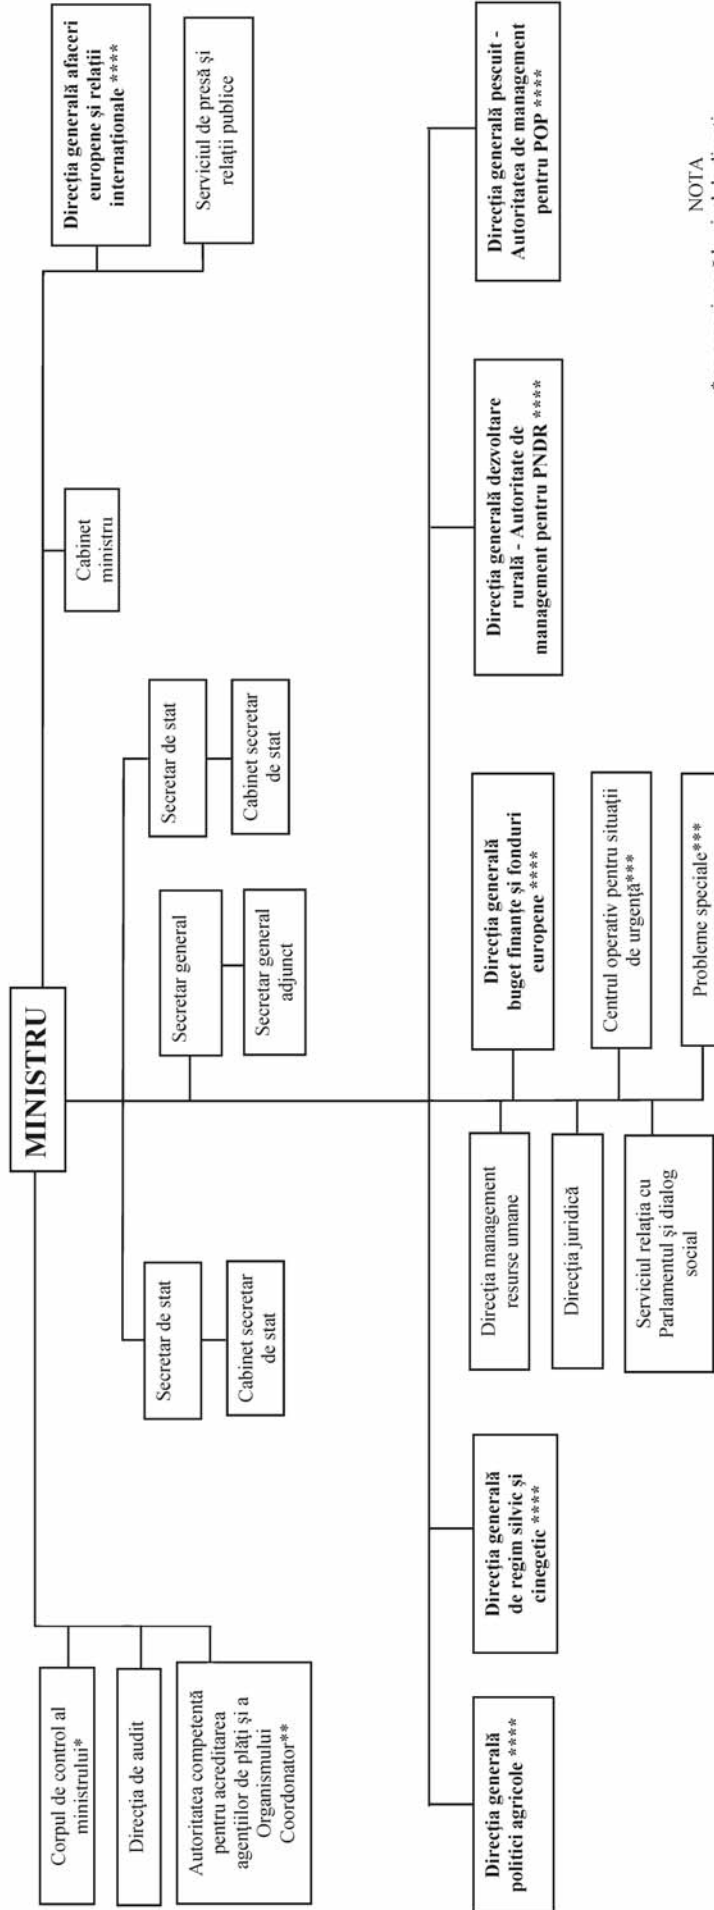 MINISTRU
Corpul de control al
ministrului*
Direcția de audit
Autoritatea competentă
pentru acreditarea
agențiilor de plăți și a
Organismului
Coordonator**
Cabinet
ministru
Direcția generală afaceri
europene și relații
internaționale ****
Serviciul de presă și
relații publice
Secretar de stat
Cabinet secretar
de stat
Secretar general
Secretar general
adjunct
Secretar de stat
Cabinet secretar
de stat
Direcția generală
politici agricole ****
Direcția generală
de regim silvic și
cinegetic ****
Direcția management
resurse umane
Direcția juridică
Serviciul relația cu
Parlamentul și dialog
social
Direcția generală
buget finanțe și fonduri
europene ****
Centrul operativ pentru situații
de urgență***
Probleme speciale***
Direcția generală dezvoltare
rurală - Autoritate de
management pentru PNDR ****
Direcția generală pescuit -
Autoritatea de management
pentru POP ****
NOTA